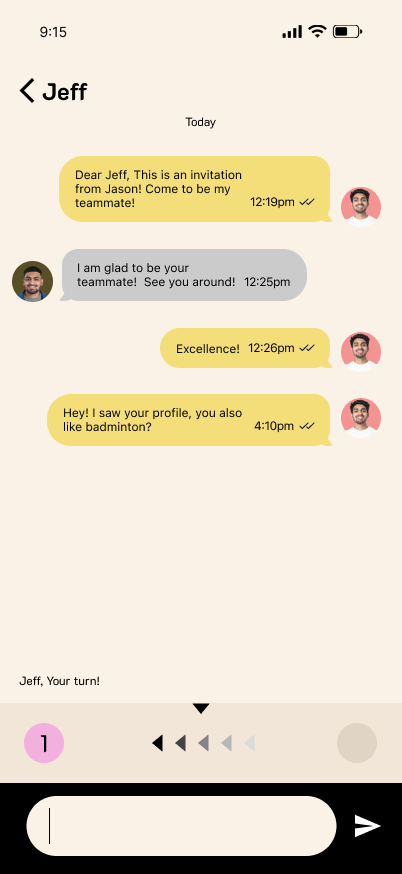 9:15
Jeff
Today
Dear Jeff, This is an invitation
from Jason! Come to be my
teammate! 12:19pm
I am glad to be your
teammate! See you around! 12:25pm
Excellence! 12:26pm
Hey! I saw your profile, you also
like badminton? 4:10pm
Jeff, Your turn!
1